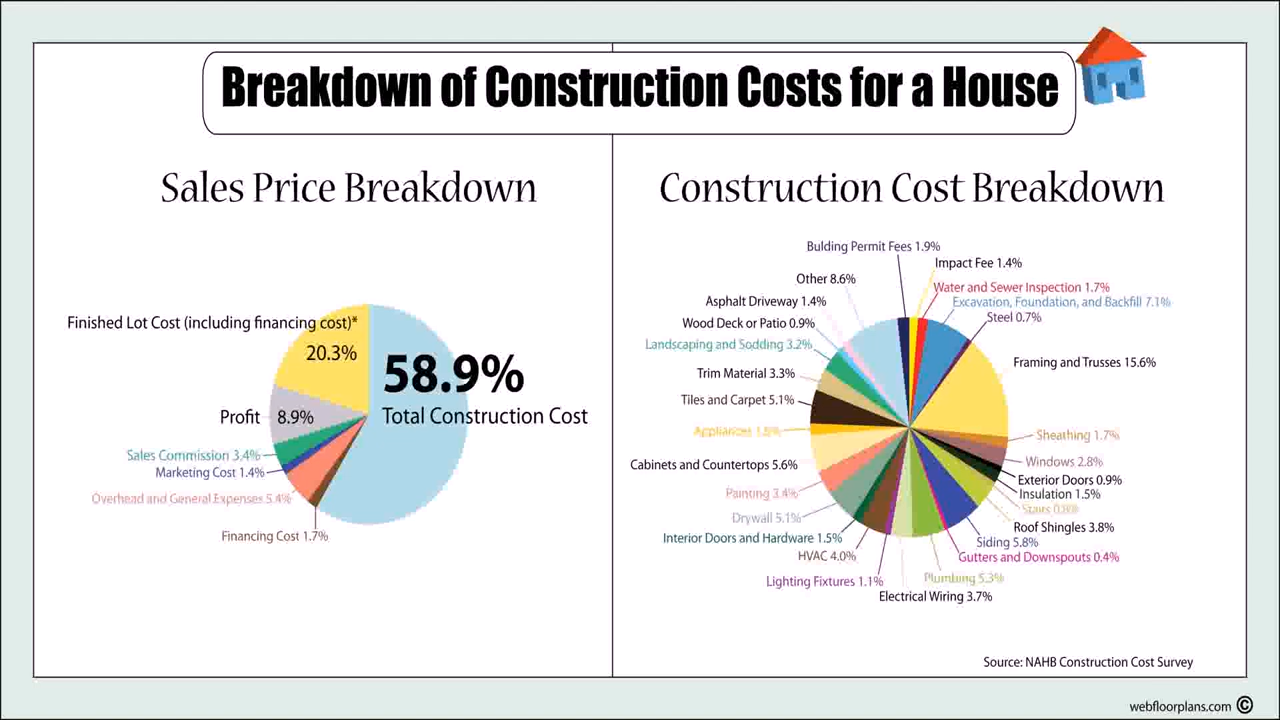 Breakdown of Construction Costs for a House
Sales Price Breakdown
Finished Lot Cost (including financing cost)*
20.3%
58.9%
Total Construction Cost
Profit 8.9%
Sales Commission 3.4%
Marketing Cost 1.4%
Overhead and General Expenses 5.4%
Financing Cost 1.7%
Construction Cost Breakdown
Bulding Permit Fees 1.9%
Impact Fee 1.4%
Water and Sewer Inspection 1.7%
Excavation, Foundation, and Backfill 7.1%
Steel 0.7%
Framing and Trusses 15.6%
Sheathing 1.7%
Windows 2.8%
Exterior Doors 0.9%
Insulation 1.5%
Stairs
Roof Shingles 3.8%
Siding 5.8%
Gutters and Downspouts 0.4%
Plumbing 5.3%
Electrical Wiring 3.7%
Lighting Fixtures 1.1%
HVAC 4.0%
Interior Doors and Hardware 1.5%
Drywall 5.1%
Painting 3.4%
Cabinets and Countertops 5.6%
Appliances
Tiles and Carpet 5.1%
Trim Material 3.3%
Landscaping and Sodding 3.2%
Wood Deck or Patio 0.9%
Asphalt Driveway 1.4%
Other 8.6%
Source: NAHB Construction Cost Survey
webfloorplans.com ©